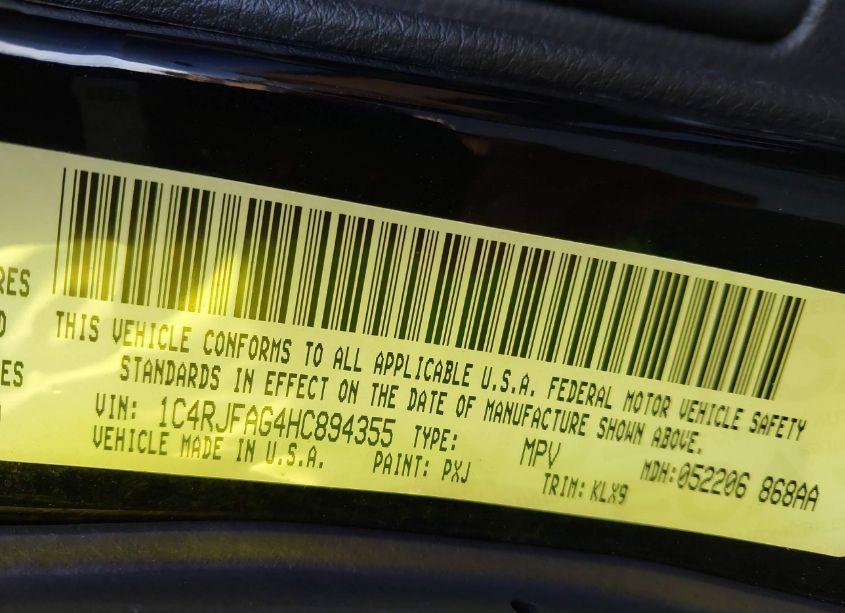 RES
THIS VEHICLE CONFORMS TO ALL APPLICABLE U.S.A. FEDERAL MOTOR VEHICLE SAFETY
STANDARDS IN EFFECT ON THE DATE OF MANUFACTURE SHOWN ABOVE.
ES
VIN: 1C4RJFAG4HC894355 TYPE: MPV MDH:052206 868AA
VEHICLE MADE IN U.S.A. PAINT: PXJ TRIM: KLX9